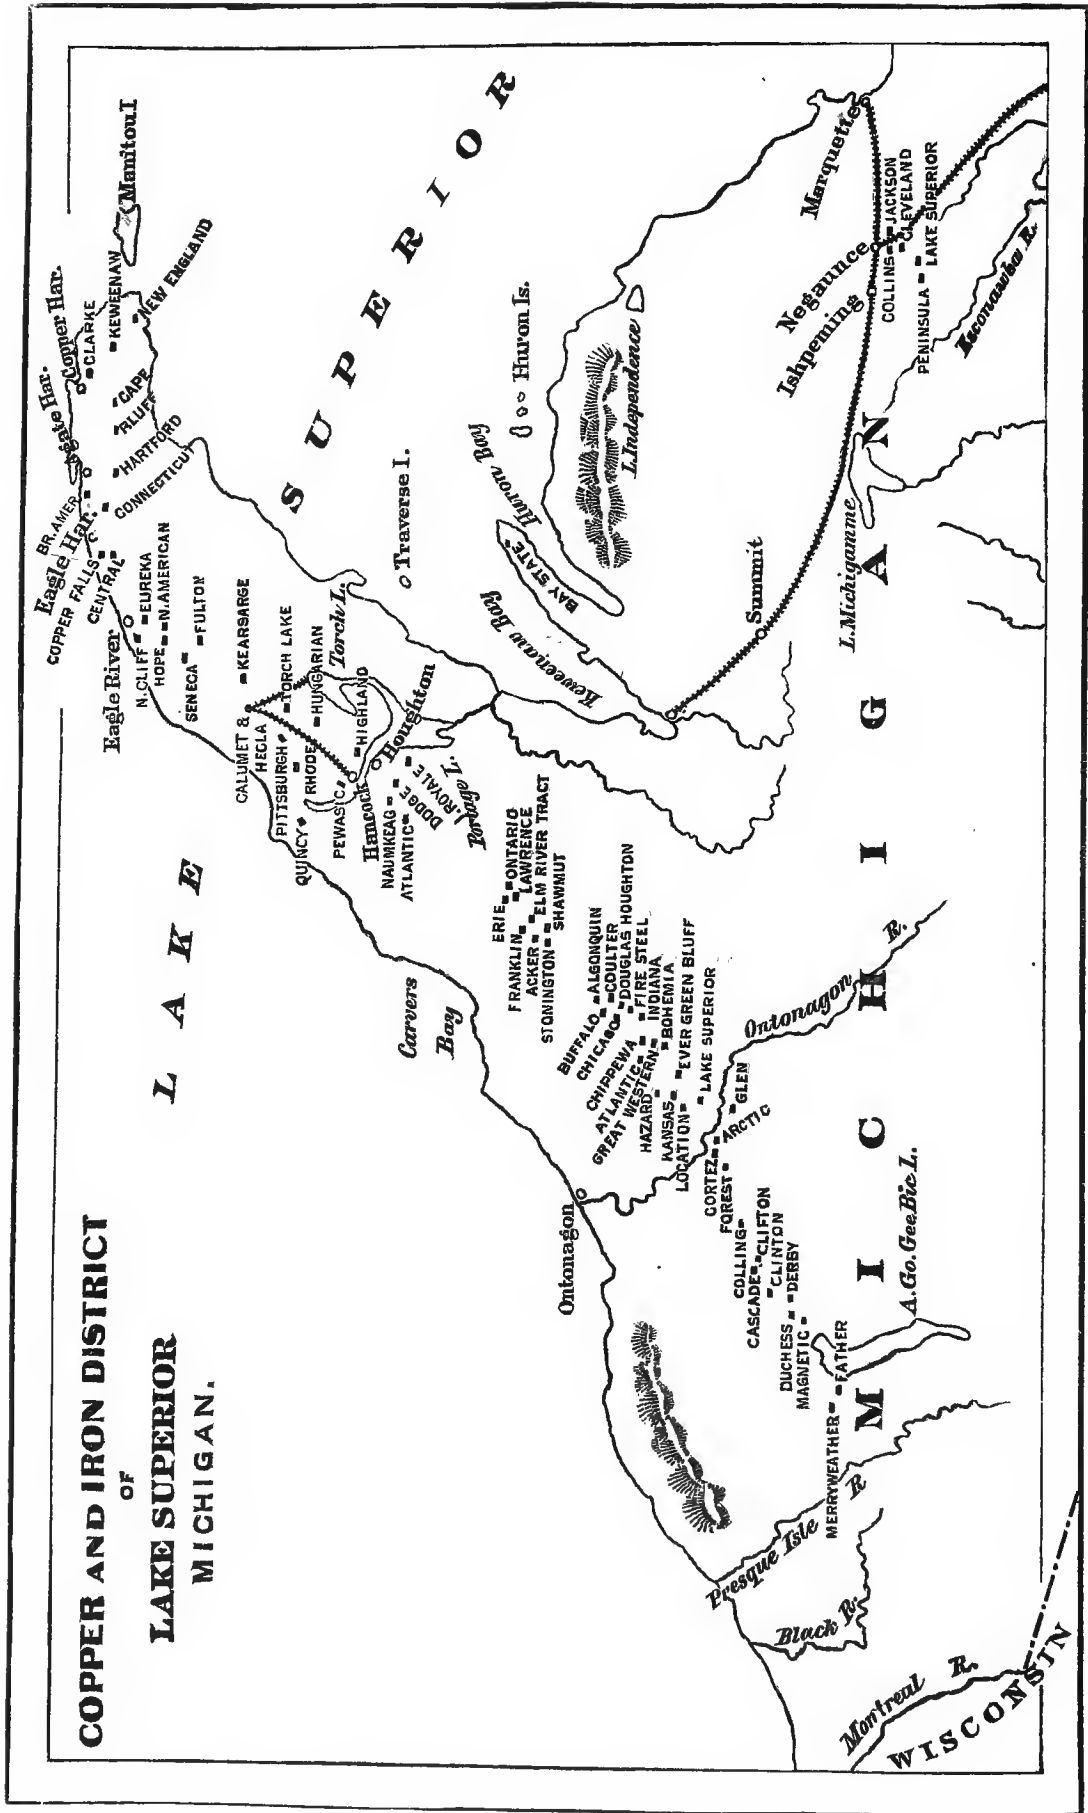 COPPER AND IRON DISTRICT
OF
LAKE SUPERIOR
MICHIGAN.
LAKE
SUPERIOR
MICHIGAN
WISCONSIN
Manitou I
Copper Har.
CLARKE
KEWEENAW
NEW ENGLAND
CAPE
BLUFF
HARTFORD
CONNECTICUT
BR. AMER.
Eagle Har.
COPPER FALLS
CENTRAL
Eagle River
N. CLIFF
EUREKA
HOPE
N. AMERICAN
SENECA
FULTON
KEARSARGE
CALUMET &
HECLA
TORCH LAKE
PITTSBURGH
HUNGARIAN
Torch L.
RHODE
QUINCY
HIGHLAND
PEWABIC
Houghton
Hancock
NAUMKEAG
ATLANTIC
DODGE
I. ROYALE
Portage L.
Traverse I.
Huron Is.
Huron Bay
BAY STATE
Keweenaw Bay
L. Independence
Marquette
Negaunce
Ishpeming
JACKSON
COLLINS
CLEVELAND
LAKE SUPERIOR
PENINSULA
Esconawba R.
Summit
L. Michigamme
Carvers
Bay
ERIE
ONTARIO
FRANKLIN
LAWRENCE
ACKER
ELM RIVER TRACT
STONINGTON
SHAWMUT
BUFFALO
ALGONQUIN
CHICAGO
COULTER
DOUGLAS HOUGHTON
CHIPPEWA
FIRE STEEL
ATLANTIC
INDIANA
GREAT WESTERN
BOHEMIA
HAZARD
KANSAS
EVER GREEN BLUFF
LOCATION
LAKE SUPERIOR
Ontonagon R.
GLEN
ARCTIC
CORTEZ
FOREST
Ontonagon
COLLING
CLIFTON
CASCADE
CLINTON
DERBY
DUCHESS
MAGNETIC
MERRYWEATHER
FATHER
A. Go. Gee Bic L.
Presque Isle R
Black R.
Montreal R.